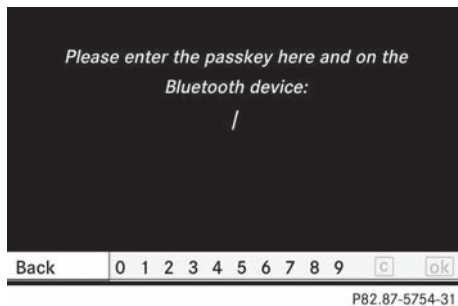 Please enter the passkey here and on the
Bluetooth device:
Back 0 1 2 3 4 5 6 7 8 9 c ok
P82.87-5754-31